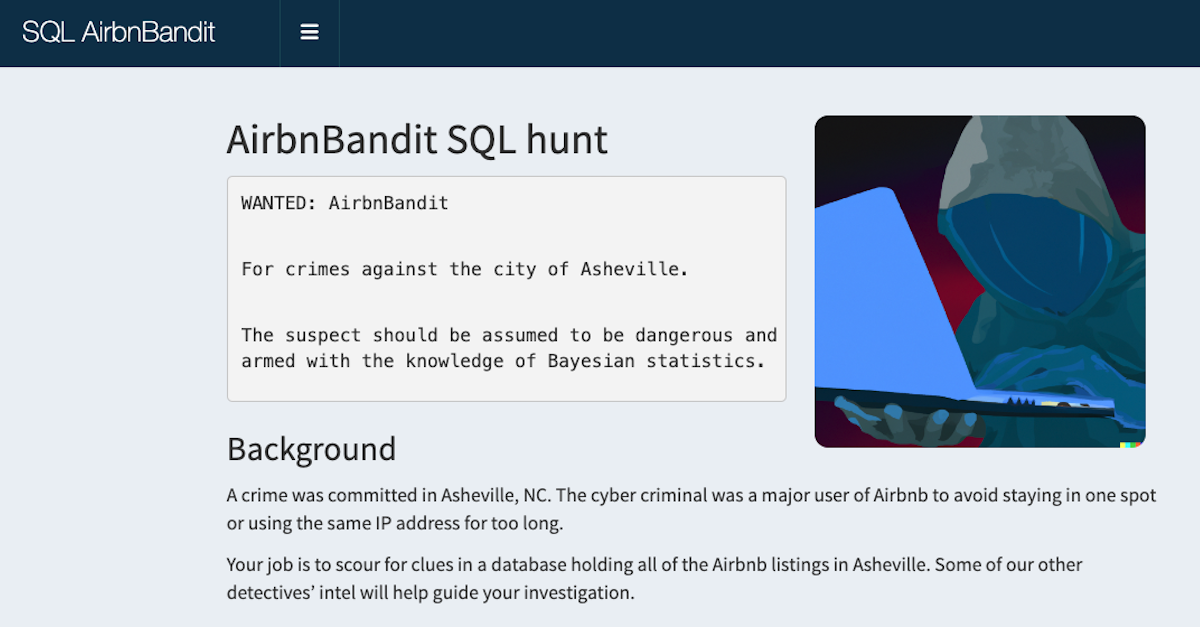 SQL AirbnBandit
AirbnBandit SQL hunt
WANTED: AirbnBandit
For crimes against the city of Asheville.
The suspect should be assumed to be dangerous and
armed with the knowledge of Bayesian statistics.
Background
A crime was committed in Asheville, NC. The cyber criminal was a major user of Airbnb to avoid staying in one spot
or using the same IP address for too long.
Your job is to scour for clues in a database holding all of the Airbnb listings in Asheville. Some of our other
detectives’ intel will help guide your investigation.